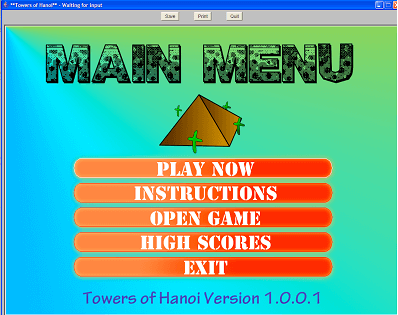 **Towers of Hanoi** - Waiting for Input
Save Print Quit
MAIN MENU
PLAY NOW
INSTRUCTIONS
OPEN GAME
HIGH SCORES
EXIT
Towers of Hanoi Version 1.0.0.1